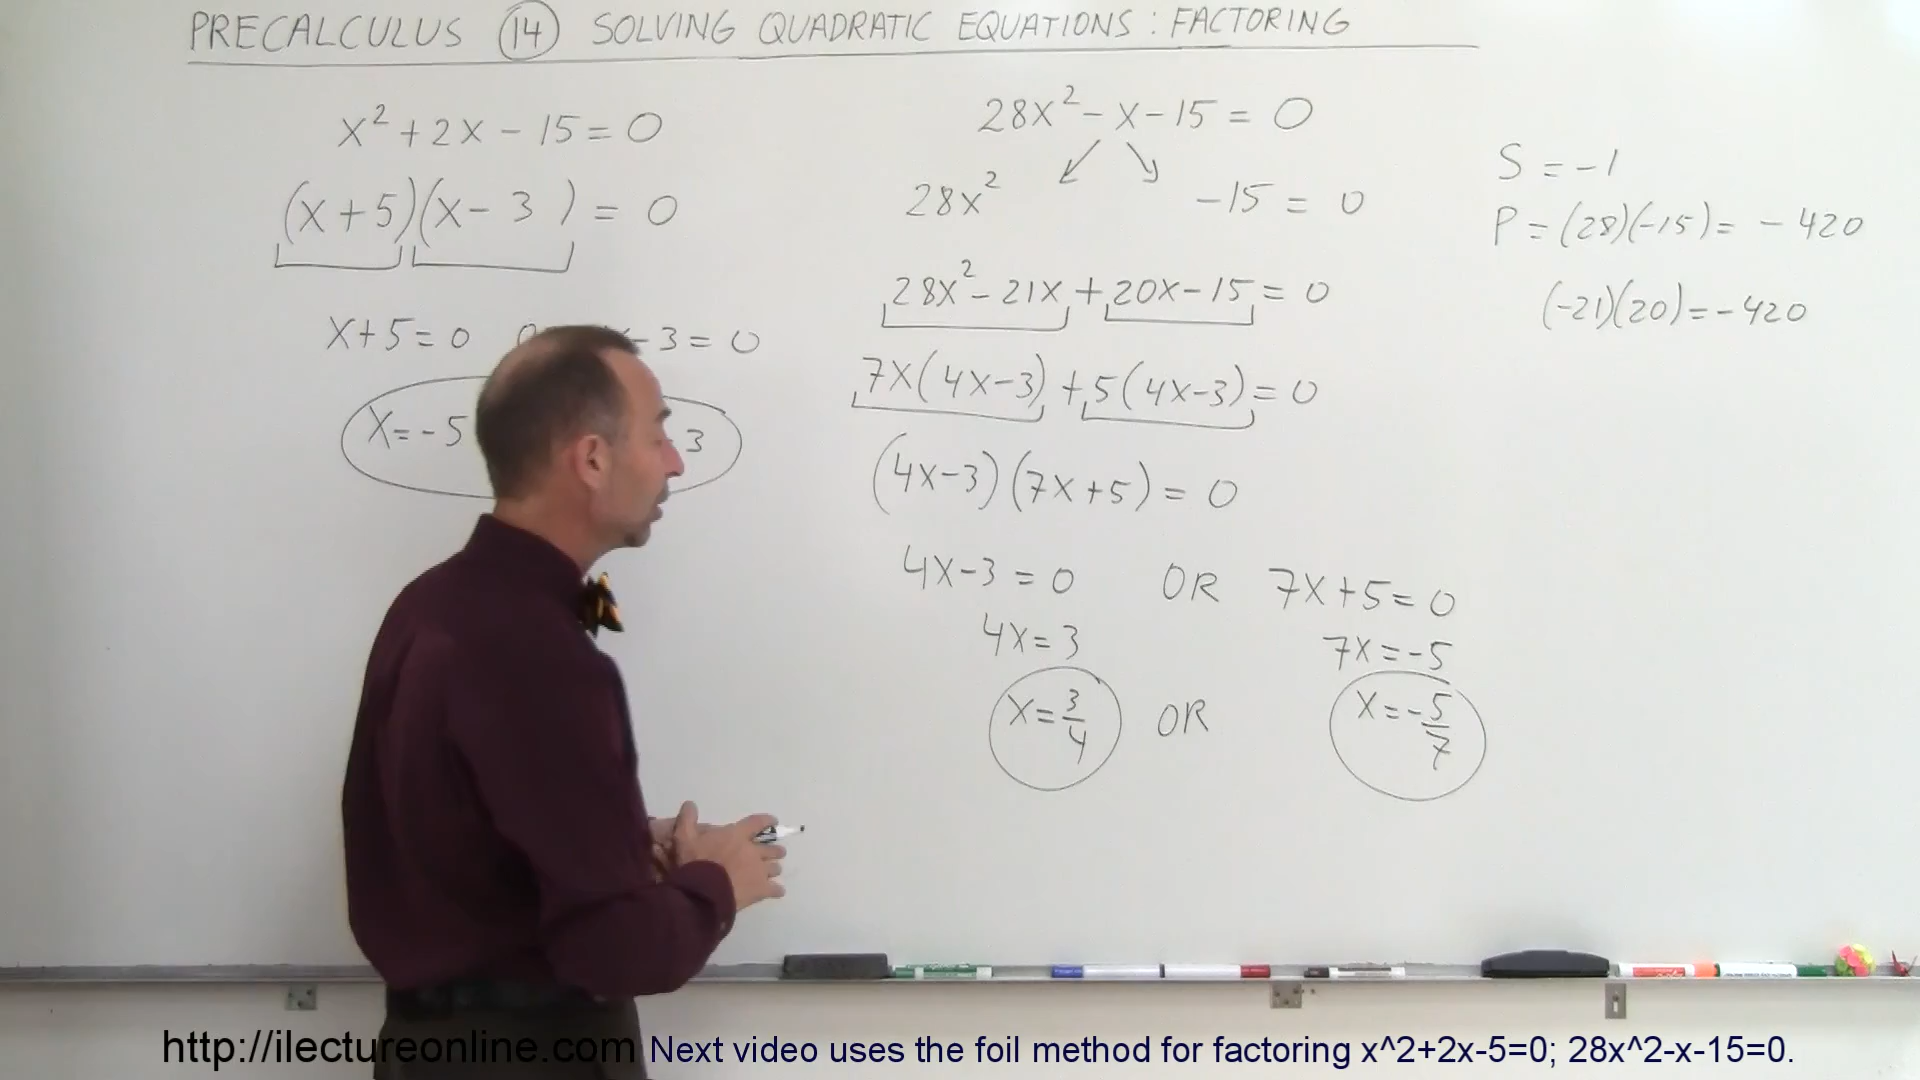 PRECALCULUS 14 SOLVING QUADRATIC EQUATIONS : FACTORING
x² + 2x - 15 = 0
(x + 5)(x - 3 ) = 0
x + 5 = 0 - 3 = 0
x = -5 3
28x² - x - 15 = 0
28x² -15 = 0
28x² - 21x + 20x - 15 = 0
7x(4x - 3) + 5(4x - 3) = 0
(4x - 3)(7x + 5) = 0
4x - 3 = 0 OR 7x + 5 = 0
4x = 3 7x = -5
x = 3/4 OR x = -5/7
S = -1
P = (28)(-15) = -420
(-21)(20) = -420
http://ilectureonline.com Next video uses the foil method for factoring x^2+2x-5=0; 28x^2-x-15=0.